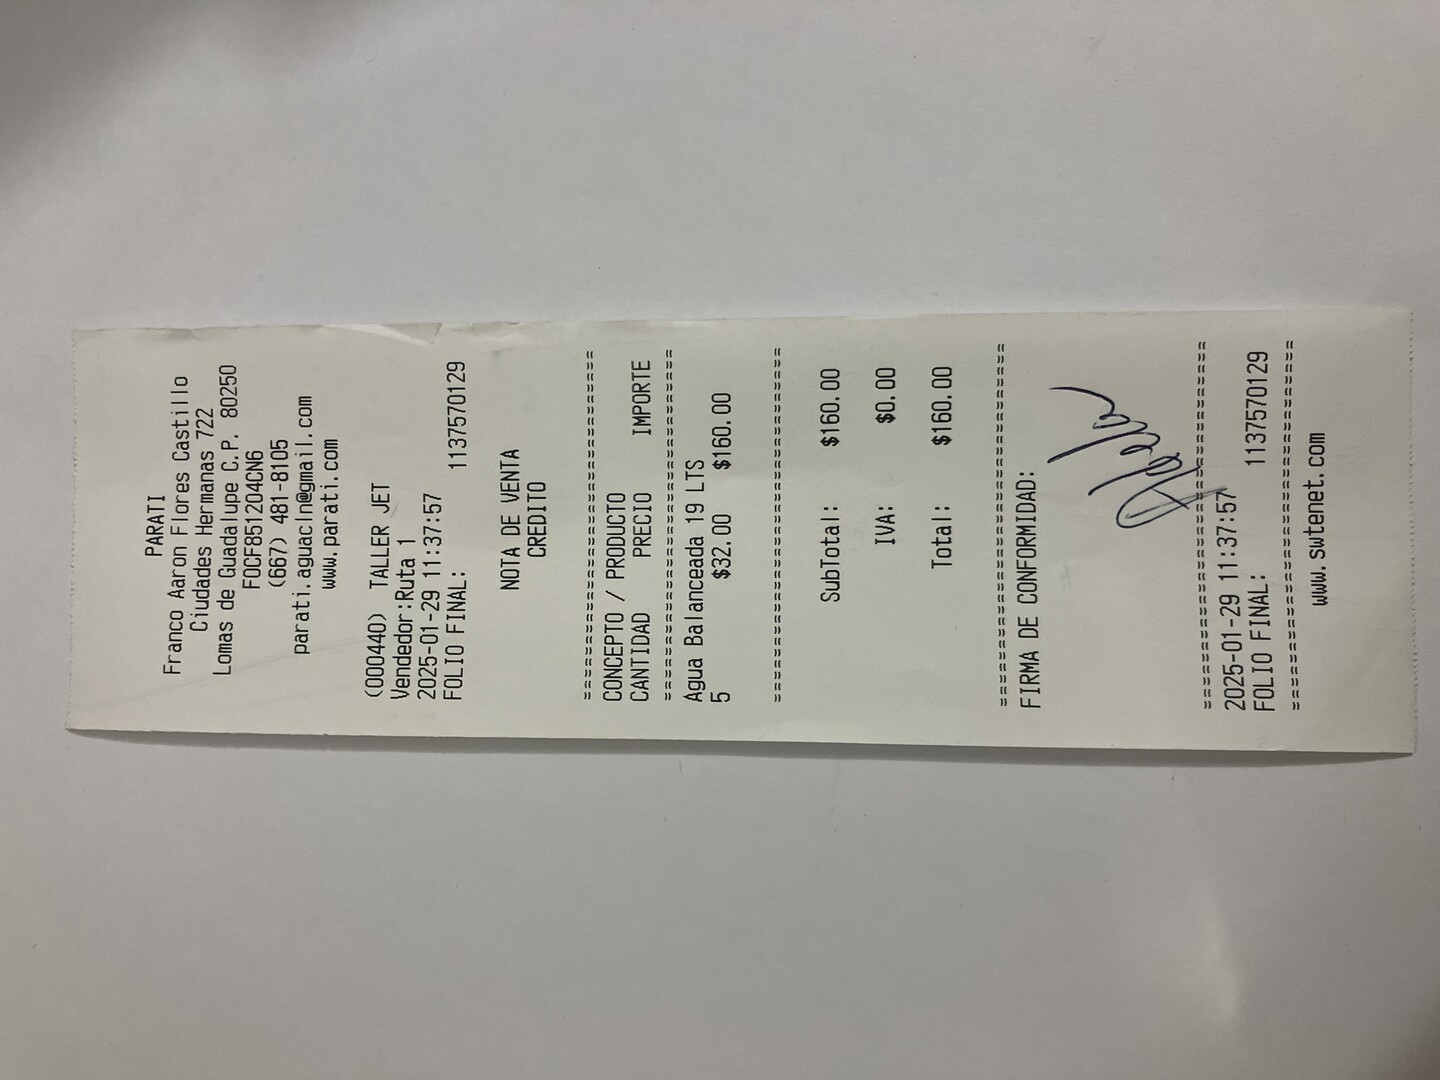 PARATI
Franco Aaron Flores Castillo
Ciudades Hermanas 722
Lomas de Guadalupe C.P. 80250
FOCF851204CN6
(667) 481-8105
parati.aguacln@gmail.com
www.parati.com
(000440) TALLER JET
Vendedor:Ruta 1
2025-01-29 11:37:57
FOLIO FINAL: 1137570129
NOTA DE VENTA
CREDITO
==============================
CONCEPTO / PRODUCTO
CANTIDAD PRECIO IMPORTE
==============================
Agua Balanceada 19 LTS
5 $32.00 $160.00
==============================
SubTotal: $160.00
IVA: $0.00
Total: $160.00
==============================
FIRMA DE CONFORMIDAD:
Adela
==============================
2025-01-29 11:37:57
FOLIO FINAL: 1137570129
==============================
www.swtenet.com